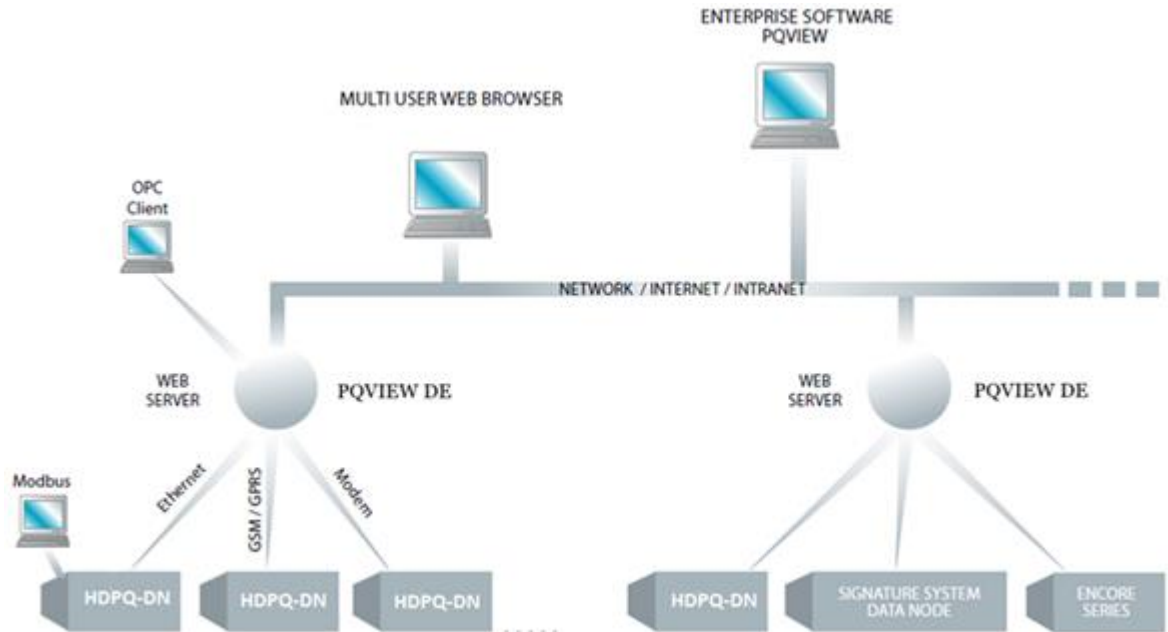 ENTERPRISE SOFTWARE
PQVIEW
MULTI USER WEB BROWSER
OPC
Client
NETWORK / INTERNET / INTRANET
WEB
SERVER
PQVIEW DE
WEB
SERVER
PQVIEW DE
Modbus
Ethernet
GSM / GPRS
Modem
HDPQ-DN
HDPQ-DN
HDPQ-DN
HDPQ-DN
SIGNATURE SYSTEM
DATA NODE
ENCORE
SERIES